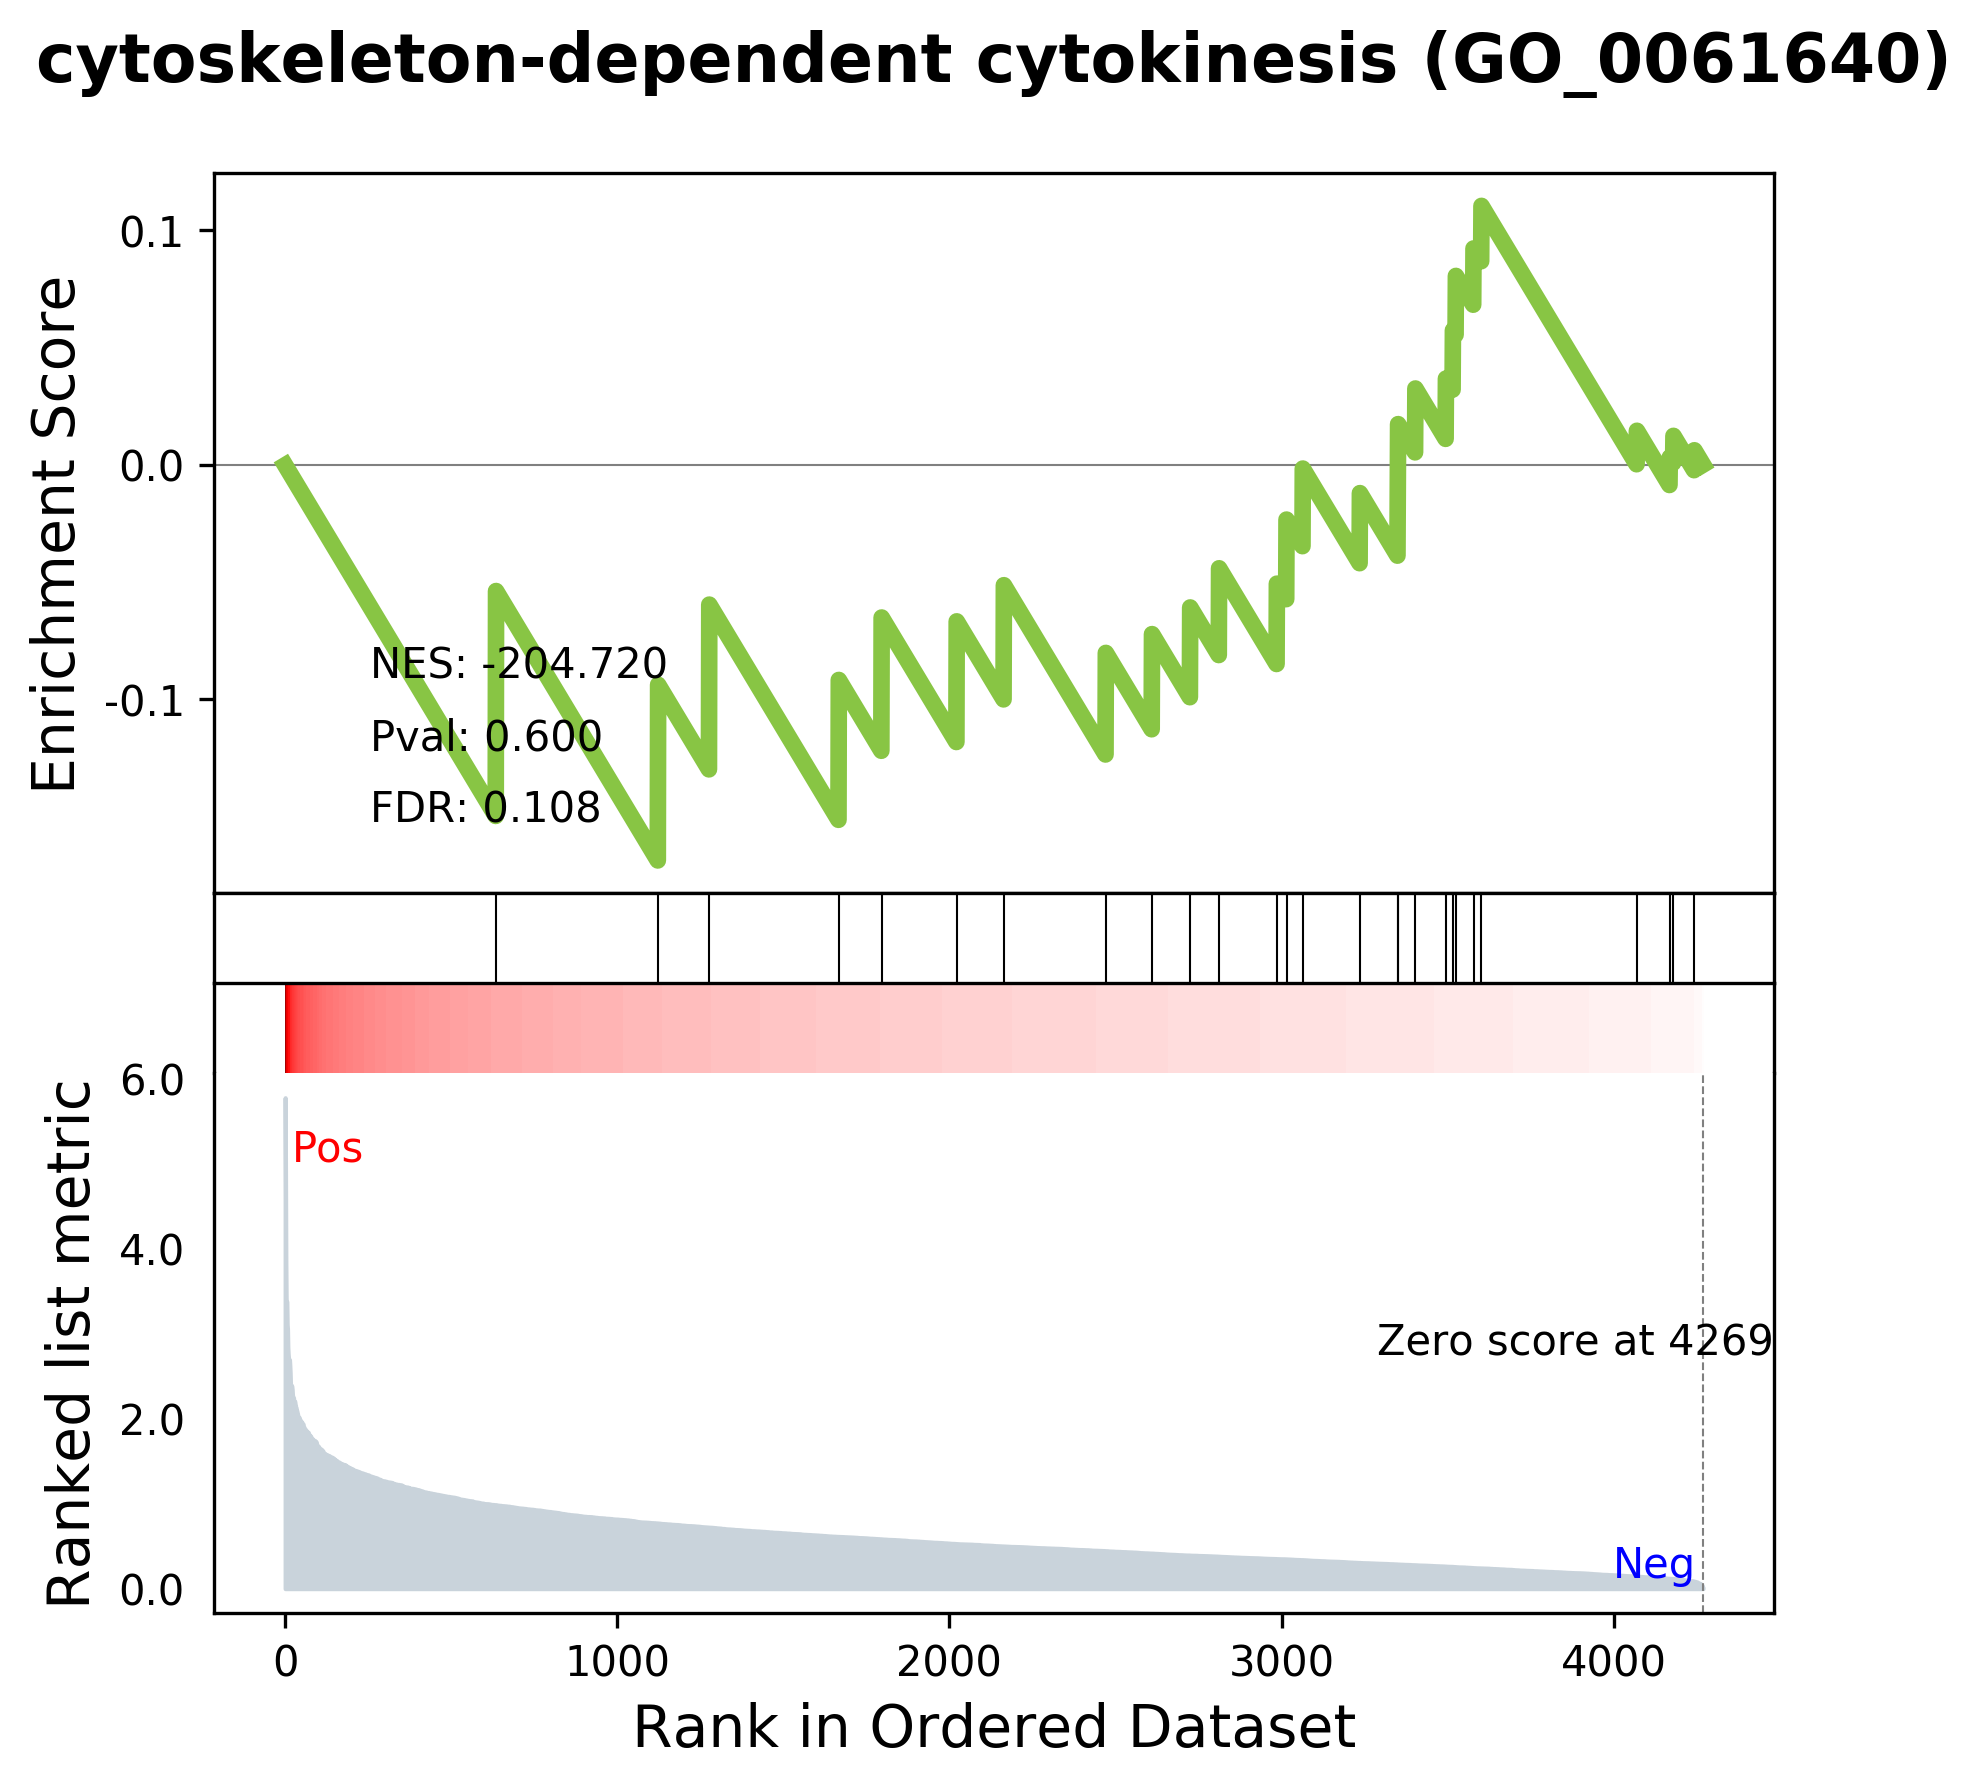 cytoskeleton-dependent cytokinesis (GO_0061640)
Enrichment Score
0.1
0.0
-0.1
NES: -204.720
Pval: 0.600
FDR: 0.108
Ranked list metric
6.0
4.0
2.0
0.0
Pos
Zero score at 4269
Neg
0
1000
2000
3000
4000
Rank in Ordered Dataset